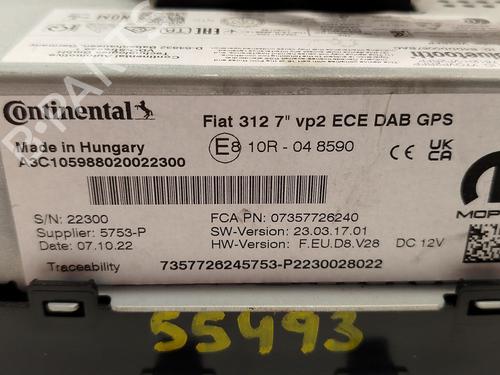 Continental
Fiat 312 7" vp2 ECE DAB GPS
Made in Hungary
E8 10R - 04 8590
CE UK CA
A3C105988020022300
S/N: 22300
FCA PN: 07357726240
Supplier: 5753-P
SW-Version: 23.03.17.01
Date: 07.10.22
HW-Version: F.EU.D8.V28
DC 12V
Traceability
7357726245753-P2230028022
55493